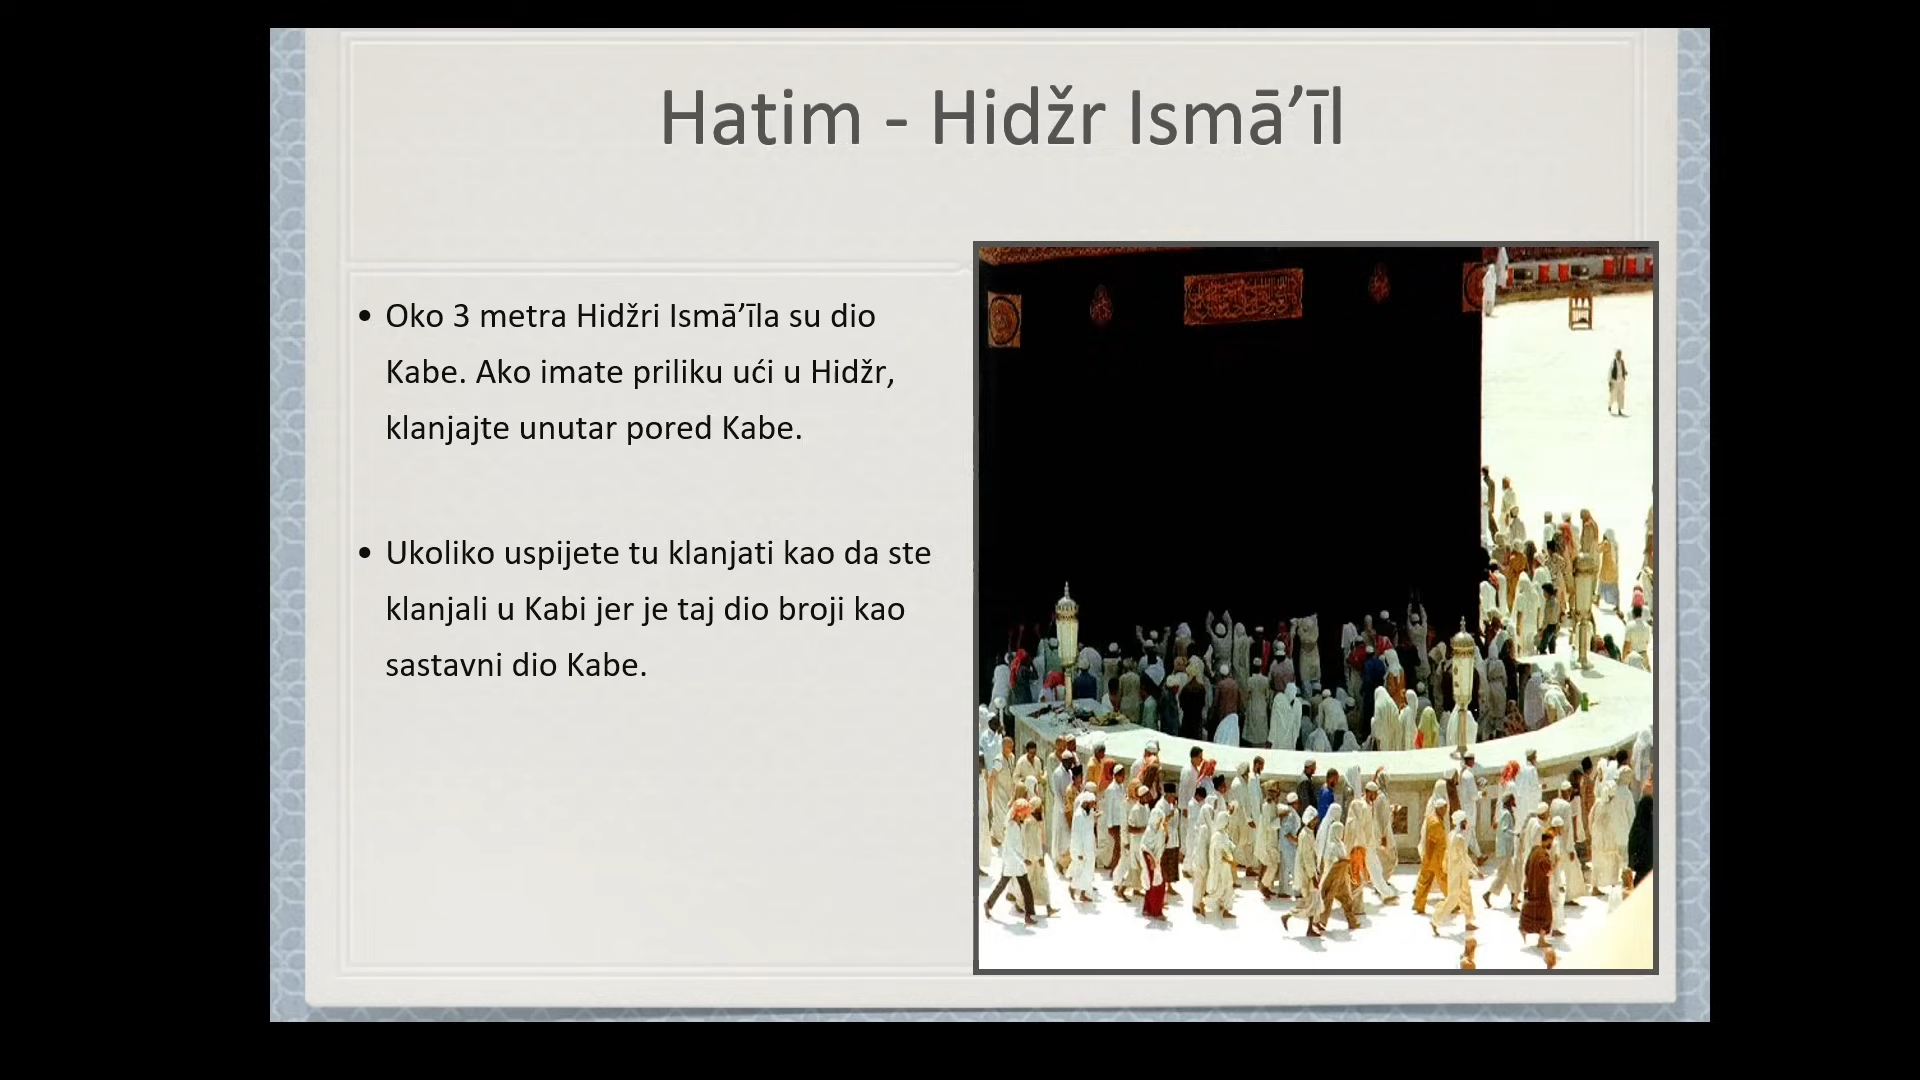 Hatim - Hidžr Ismā’īl
• Oko 3 metra Hidžri Ismā’īla su dio
Kabe. Ako imate priliku ući u Hidžr,
klanjajte unutar pored Kabe.
• Ukoliko uspijete tu klanjati kao da ste
klanjali u Kabi jer je taj dio broji kao
sastavni dio Kabe.